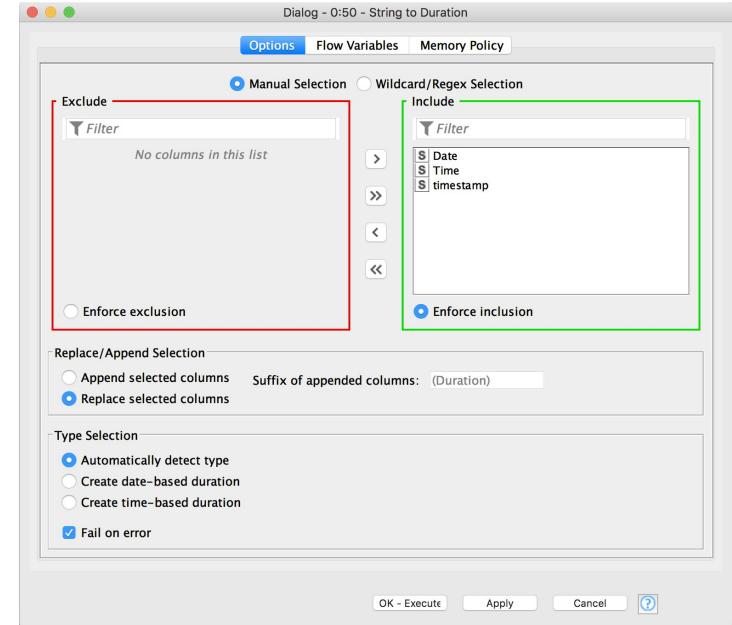 Dialog - 0:50 - String to Duration
Options Flow Variables Memory Policy
Manual Selection Wildcard/Regex Selection
Exclude
Filter
No columns in this list
Enforce exclusion
>
>>
<
<<
Include
Filter
S Date
S Time
S timestamp
Enforce inclusion
Replace/Append Selection
Append selected columns Suffix of appended columns: (Duration)
Replace selected columns
Type Selection
Automatically detect type
Create date-based duration
Create time-based duration
Fail on error
OK - Execute Apply Cancel ?